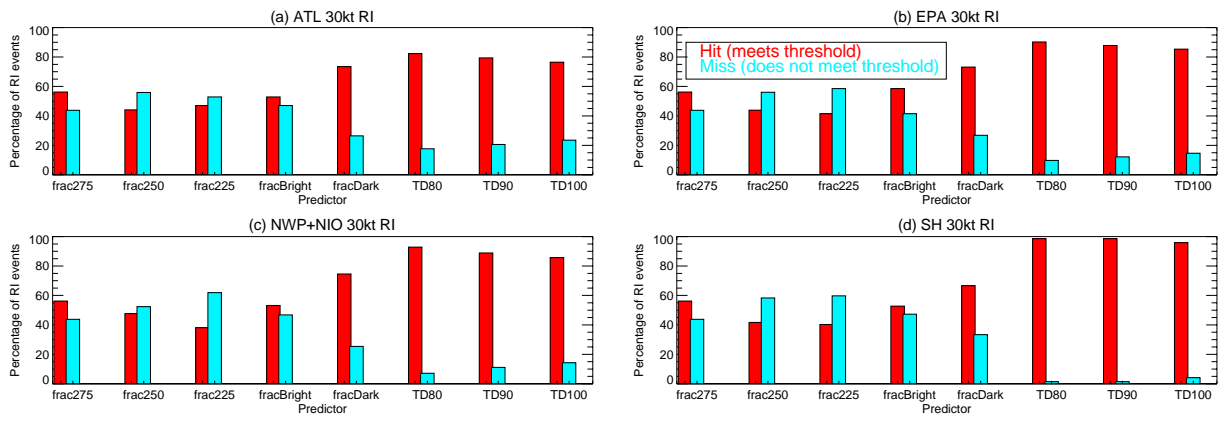 (a) ATL 30kt RI
Percentage of RI events
100
80
60
40
20
0
frac275 frac250 frac225 fracBright fracDark TD80 TD90 TD100
Predictor
(b) EPA 30kt RI
Hit (meets threshold)
Miss (does not meet threshold)
Percentage of RI events
100
80
60
40
20
0
frac275 frac250 frac225 fracBright fracDark TD80 TD90 TD100
Predictor
(c) NWP+NIO 30kt RI
Percentage of RI events
100
80
60
40
20
0
frac275 frac250 frac225 fracBright fracDark TD80 TD90 TD100
Predictor
(d) SH 30kt RI
Percentage of RI events
100
80
60
40
20
0
frac275 frac250 frac225 fracBright fracDark TD80 TD90 TD100
Predictor